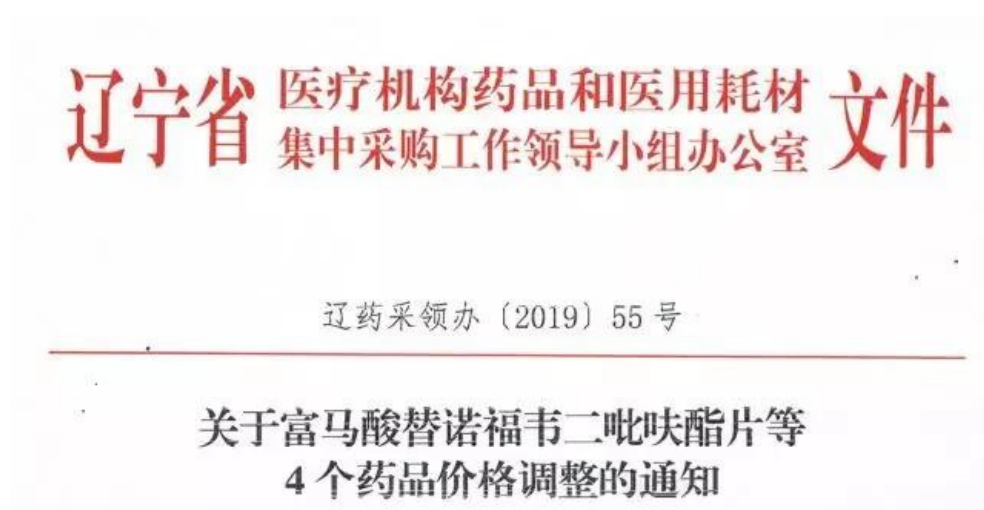 辽宁省 医疗机构药品和医用耗材 文件
集中采购工作领导小组办公室
辽药采领办〔2019〕55 号
关于富马酸替诺福韦二吡呋酯片等
4 个药品价格调整的通知